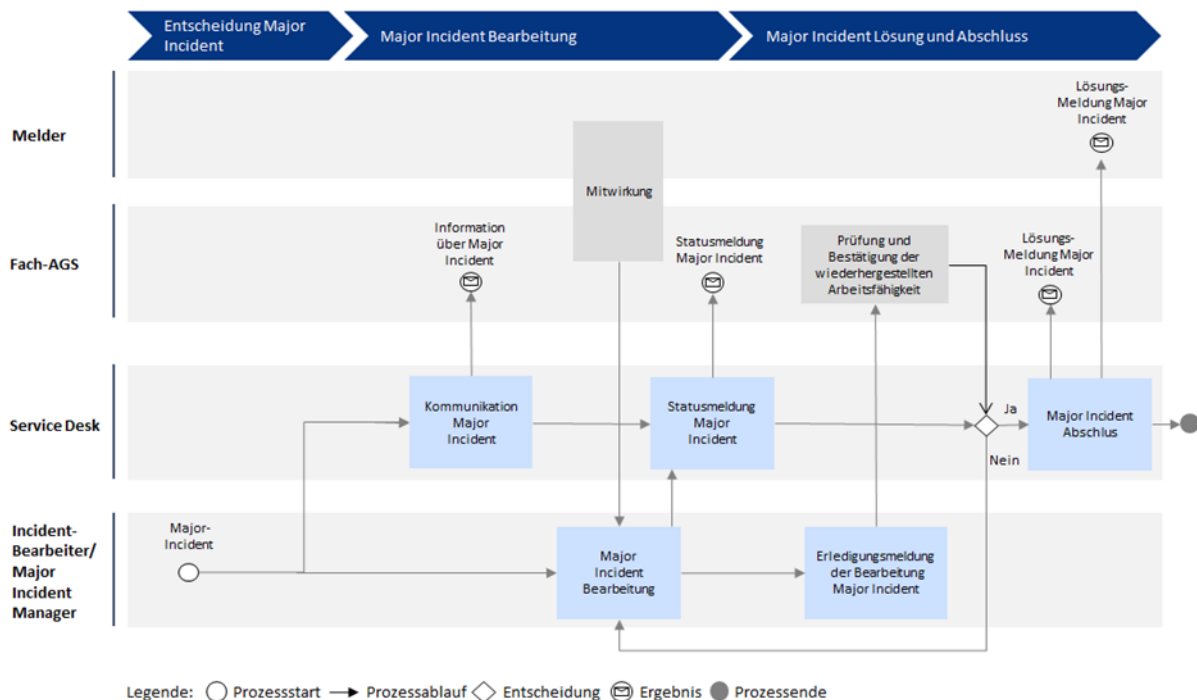 Entscheidung Major
Incident
Major Incident Bearbeitung
Major Incident Lösung und Abschluss
Melder
Lösungs-
Meldung Major
Incident
Mitwirkung
Fach-AGS
Information
über Major
Incident
Statusmeldung
Major Incident
Prüfung und
Bestätigung der
wiederhergestellten
Arbeitsfähigkeit
Lösungs-
Meldung Major
Incident
Service Desk
Kommunikation
Major
Incident
Statusmeldung
Major
Incident
Ja
Nein
Major Incident
Abschlus
Incident-
Bearbeiter/
Major
Incident
Manager
Major-
Incident
Major
Incident
Bearbeitung
Erledigungsmeldung
der Bearbeitung
Major Incident
Legende: Prozessstart Prozessablauf Entscheidung Ergebnis Prozessende